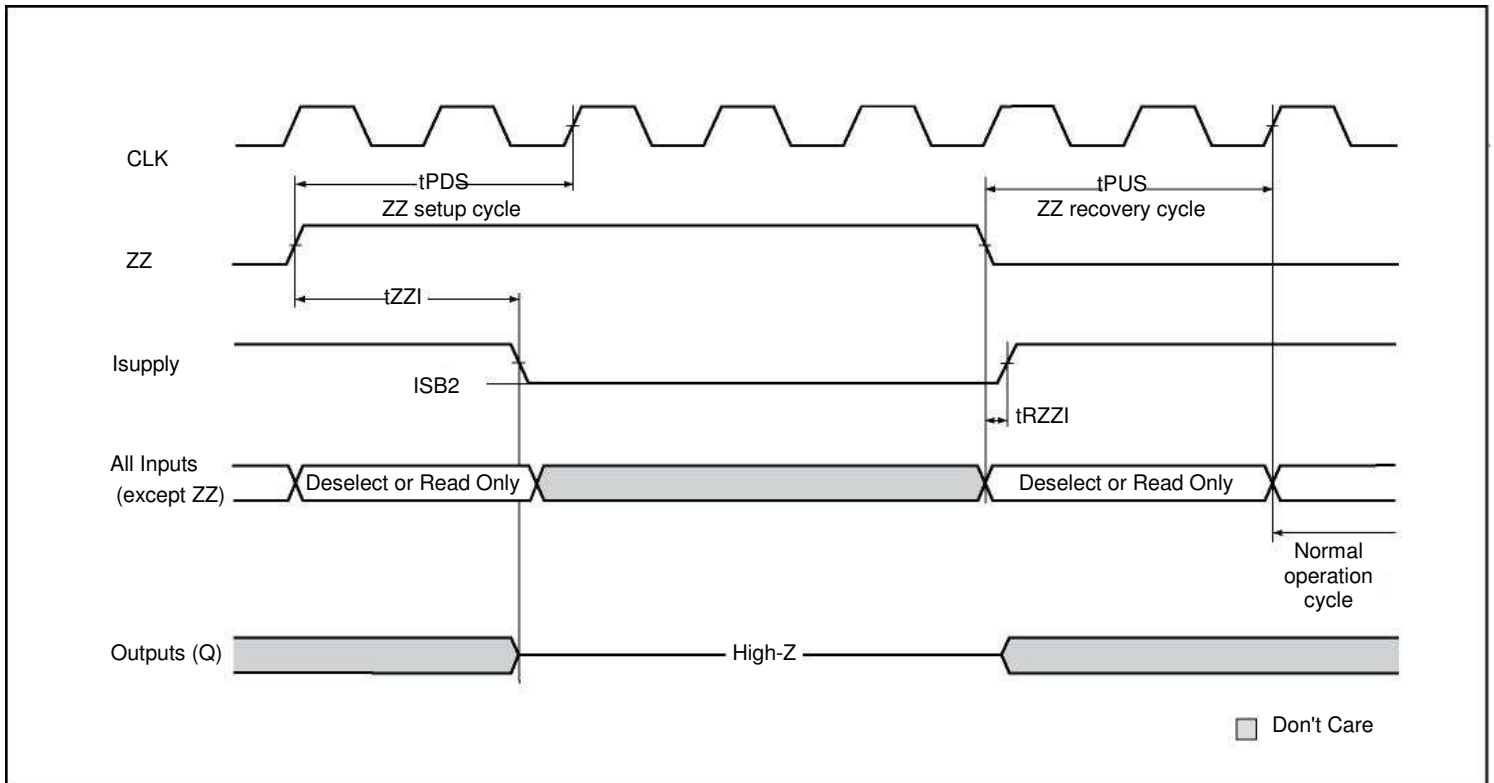 CLK
tPDS
tPUS
ZZ setup cycle
ZZ recovery cycle
ZZ
tZZI
Isupply
ISB2
tRZZI
All Inputs
(except ZZ)
Deselect or Read Only
Deselect or Read Only
Normal
operation
cycle
Outputs (Q)
High-Z
Don't Care